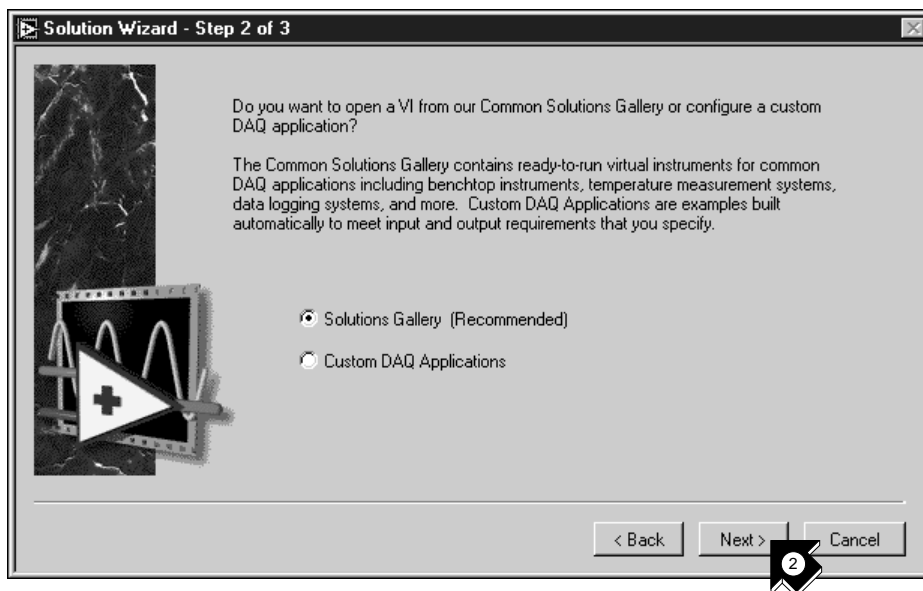 Solution Wizard - Step 2 of 3
Do you want to open a VI from our Common Solutions Gallery or configure a custom
DAQ application?
The Common Solutions Gallery contains ready-to-run virtual instruments for common
DAQ applications including benchtop instruments, temperature measurement systems,
data logging systems, and more.  Custom DAQ Applications are examples built
automatically to meet input and output requirements that you specify.
Solutions Gallery  (Recommended)
Custom DAQ Applications
< Back
Next >
Cancel
2